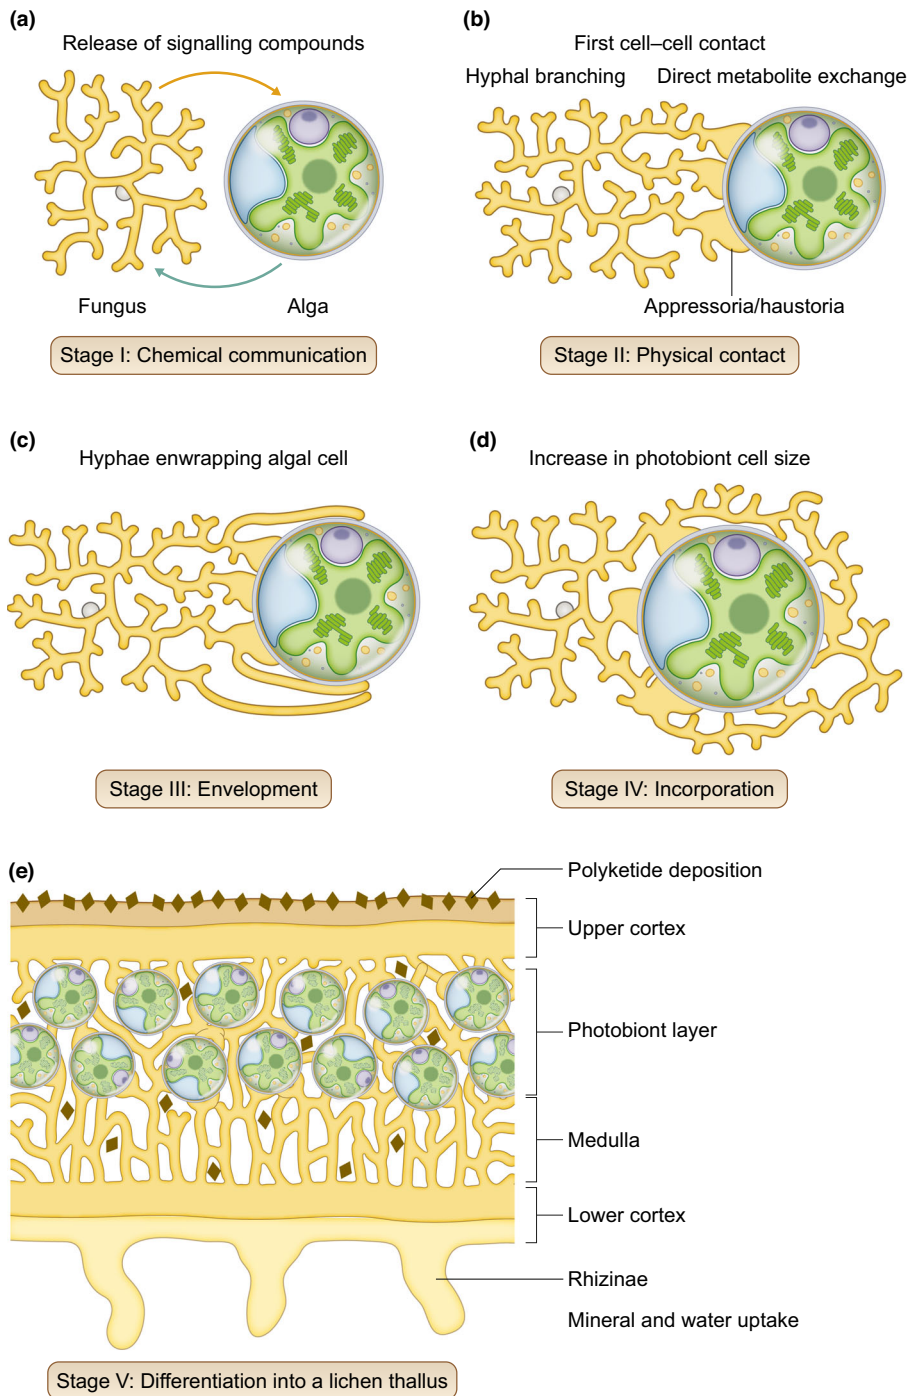 (a)
Release of signalling compounds
Fungus
Alga
Stage I: Chemical communication
(b)
First cell–cell contact
Hyphal branching
Direct metabolite exchange
Appressoria/haustoria
Stage II: Physical contact
(c)
Hyphae enwrapping algal cell
Stage III: Envelopment
(d)
Increase in photobiont cell size
Stage IV: Incorporation
(e)
Polyketide deposition
Upper cortex
Photobiont layer
Medulla
Lower cortex
Rhizinae
Mineral and water uptake
Stage V: Differentiation into a lichen thallus